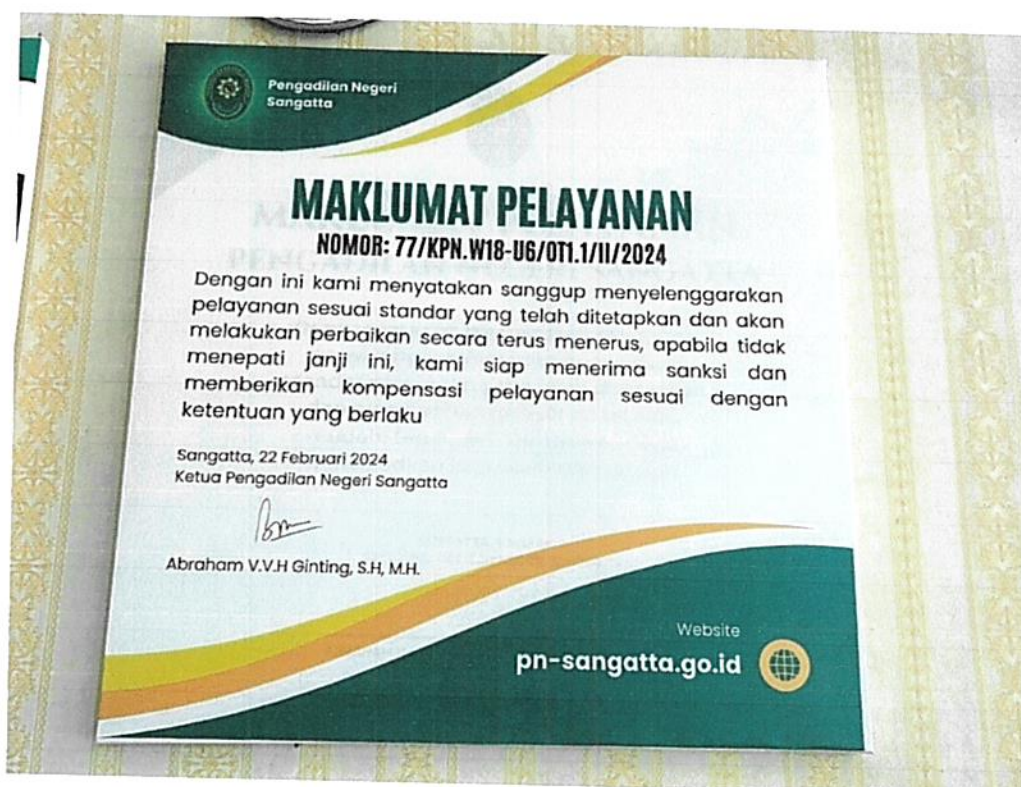 Pengadilan Negeri
Sangatta
MAKLUMAT PELAYANAN
NOMOR: 77/KPN.W18-U6/OT1.1/II/2024
Dengan ini kami menyatakan sanggup menyelenggarakan
pelayanan sesuai standar yang telah ditetapkan dan akan
melakukan perbaikan secara terus menerus, apabila tidak
menepati janji ini, kami siap menerima sanksi dan
memberikan kompensasi pelayanan sesuai dengan
ketentuan yang berlaku
Sangatta, 22 Februari 2024
Ketua Pengadilan Negeri Sangatta
Abraham V.V.H Ginting, S.H, M.H.
Website
pn-sangatta.go.id